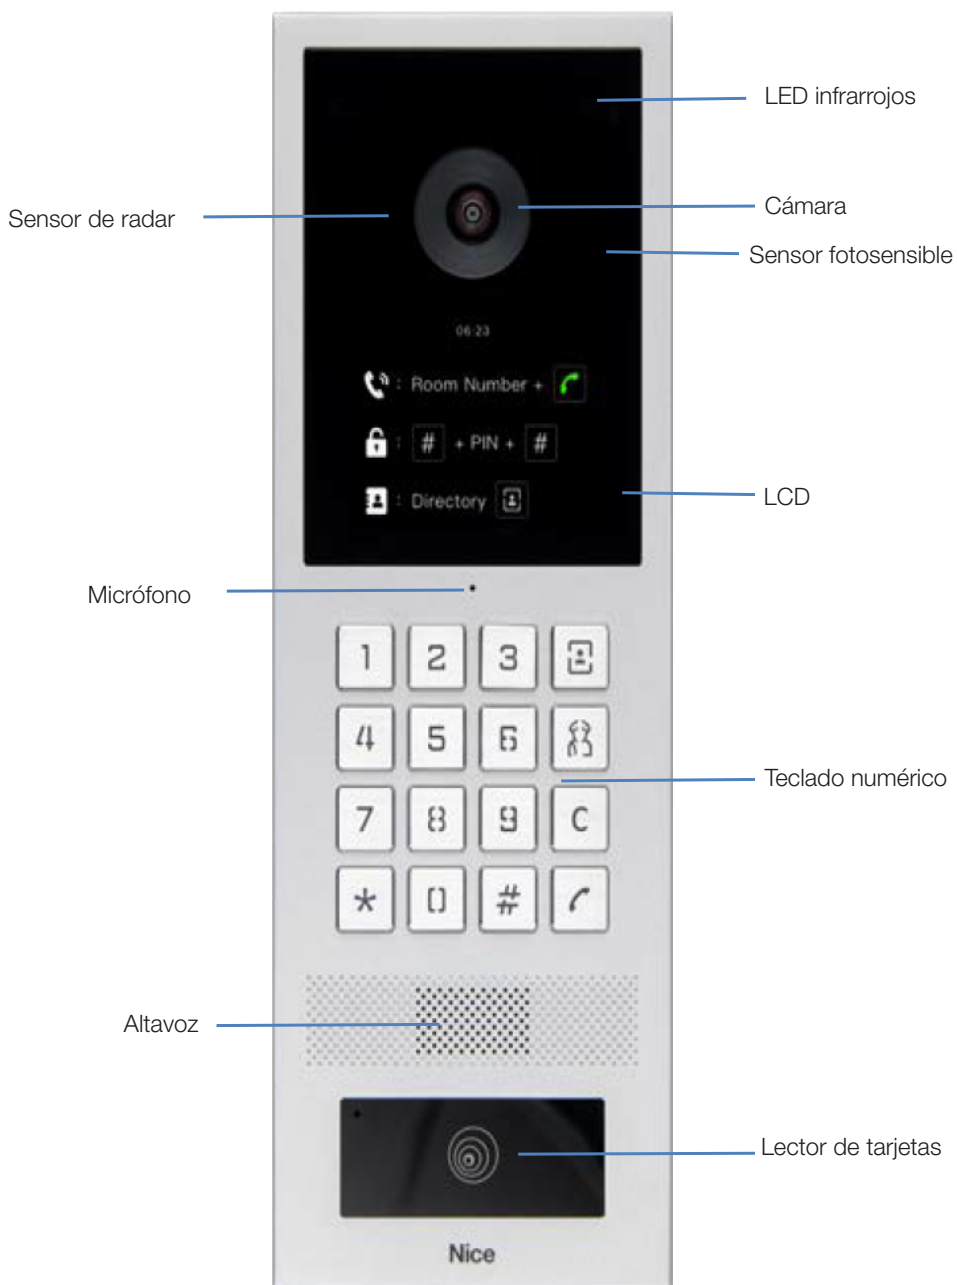 LED infrarrojos
Cámara
Sensor de radar
Sensor fotosensible
06:23
: Room Number +
: # + PIN + #
: Directory
LCD
Micrófono
1 2 3
4 5 6
Teclado numérico
7 8 9 C
* 0 #
Altavoz
Lector de tarjetas
Nice